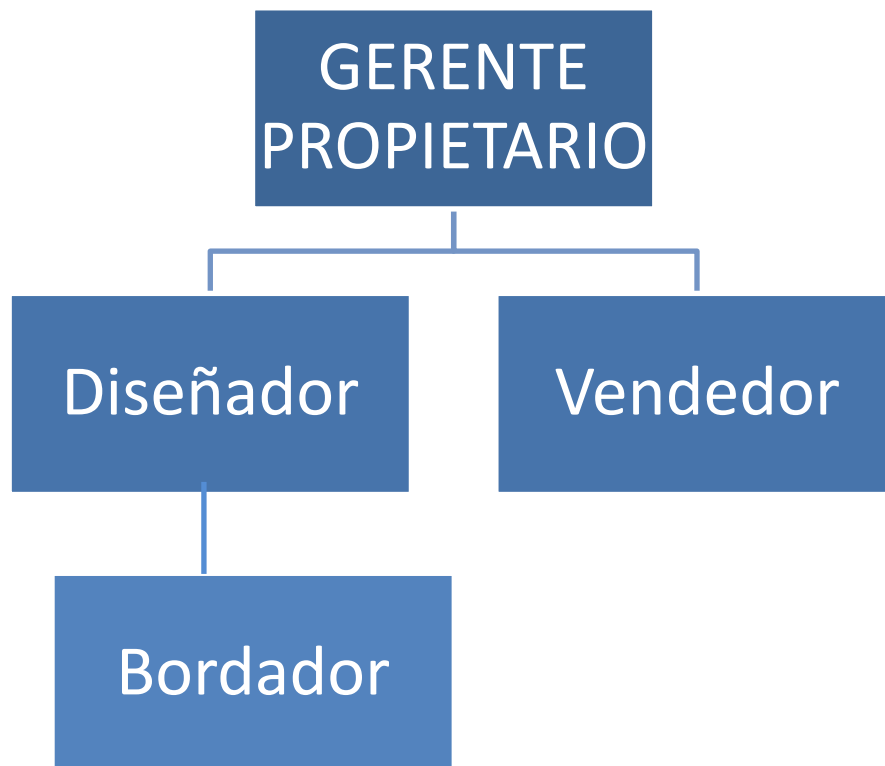 GERENTE
PROPIETARIO
Diseñador
Vendedor
Bordador